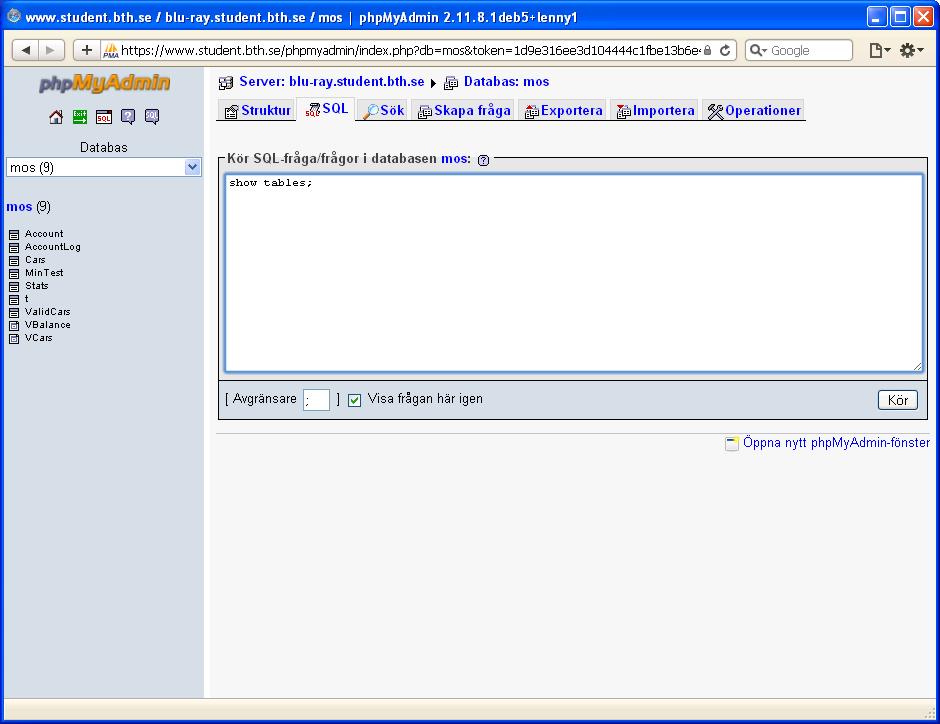 www.student.bth.se / blu-ray.student.bth.se / mos | phpMyAdmin 2.11.8.1deb5+lenny1
PMA https://www.student.bth.se/phpmyadmin/index.php?db=mos&token=1d9e316ee3d104444c1fbe13b6e Google
phpMyAdmin
EXIT SQL ? SQL
Databas
mos (9)
mos (9)
Account
AccountLog
Cars
MinTest
Stats
t
ValidCars
VBalance
VCars
Server: blu-ray.student.bth.se ▸ Databas: mos
Struktur SQL Sök Skapa fråga Exportera Importera Operationer
Kör SQL-fråga/frågor i databasen mos: ?
show tables;
[ Avgränsare ; ] Visa frågan här igen Kör
Öppna nytt phpMyAdmin-fönster